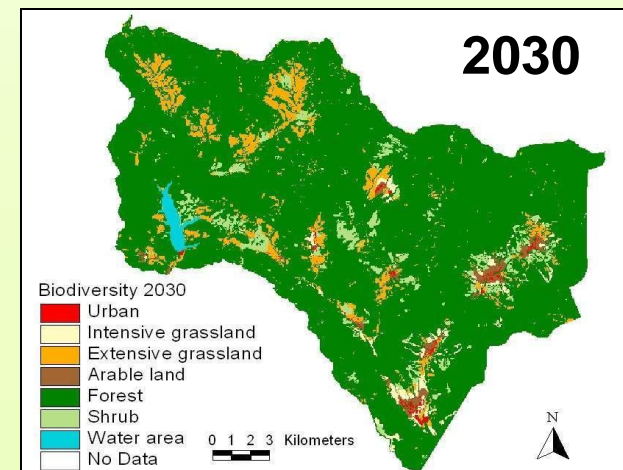 2030
Biodiversity 2030
Urban
Intensive grassland
Extensive grassland
Arable land
Forest
Shrub
Water area
No Data
0 1 2 3 Kilometers
N